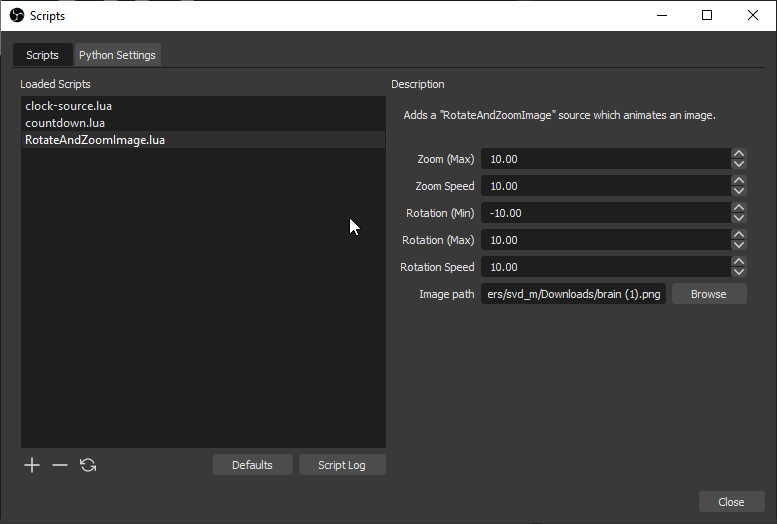 Scripts
Scripts
Python Settings
Loaded Scripts
clock-source.lua
countdown.lua
RotateAndZoomImage.lua
Defaults
Script Log
Description
Adds a "RotateAndZoomImage" source which animates an image.
Zoom (Max) 10.00
Zoom Speed 10.00
Rotation (Min) -10.00
Rotation (Max) 10.00
Rotation Speed 10.00
Image path ers/svd_m/Downloads/brain (1).png Browse
Close